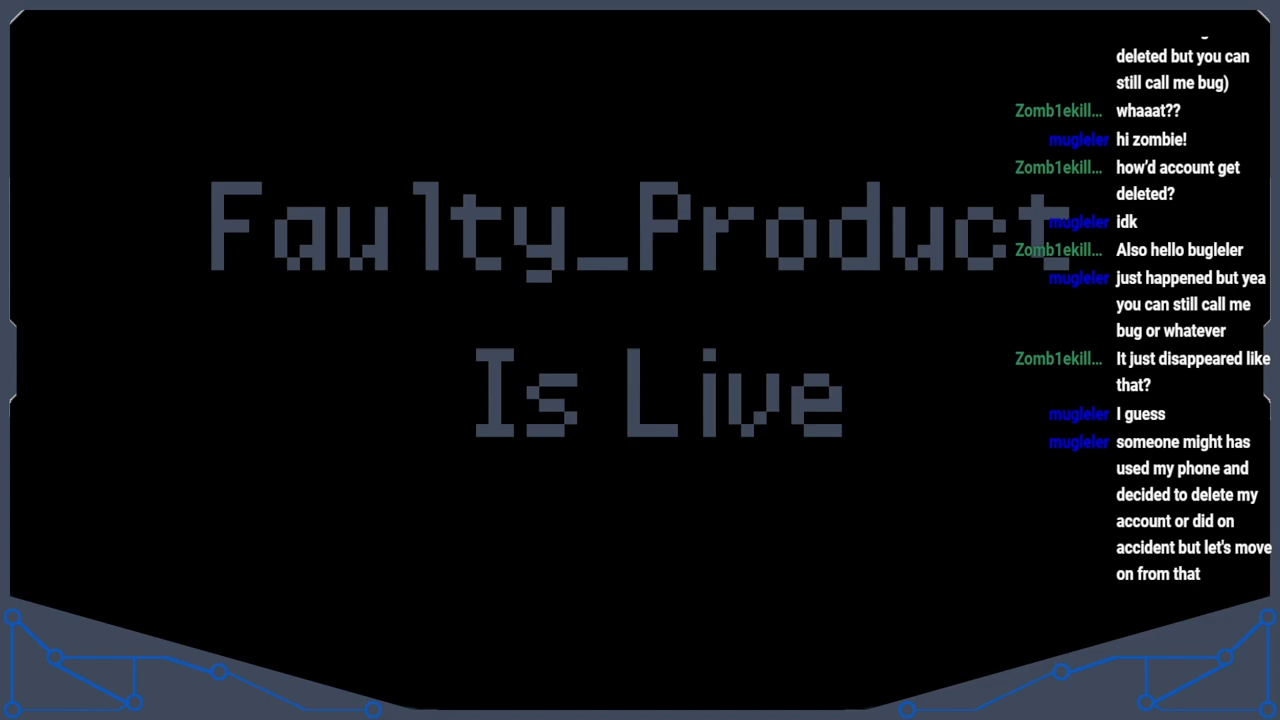 Faulty_Product
Is Live
deleted but you can
still call me bug)
Zomb1ekill... whaaat??
mugleler hi zombie!
Zomb1ekill... how'd account get
deleted?
mugleler idk
Zomb1ekill... Also hello bugleler
mugleler just happened but yea
you can still call me
bug or whatever
Zomb1ekill... It just disappeared like
that?
mugleler I guess
mugleler someone might has
used my phone and
decided to delete my
account or did on
accident but let's move
on from that